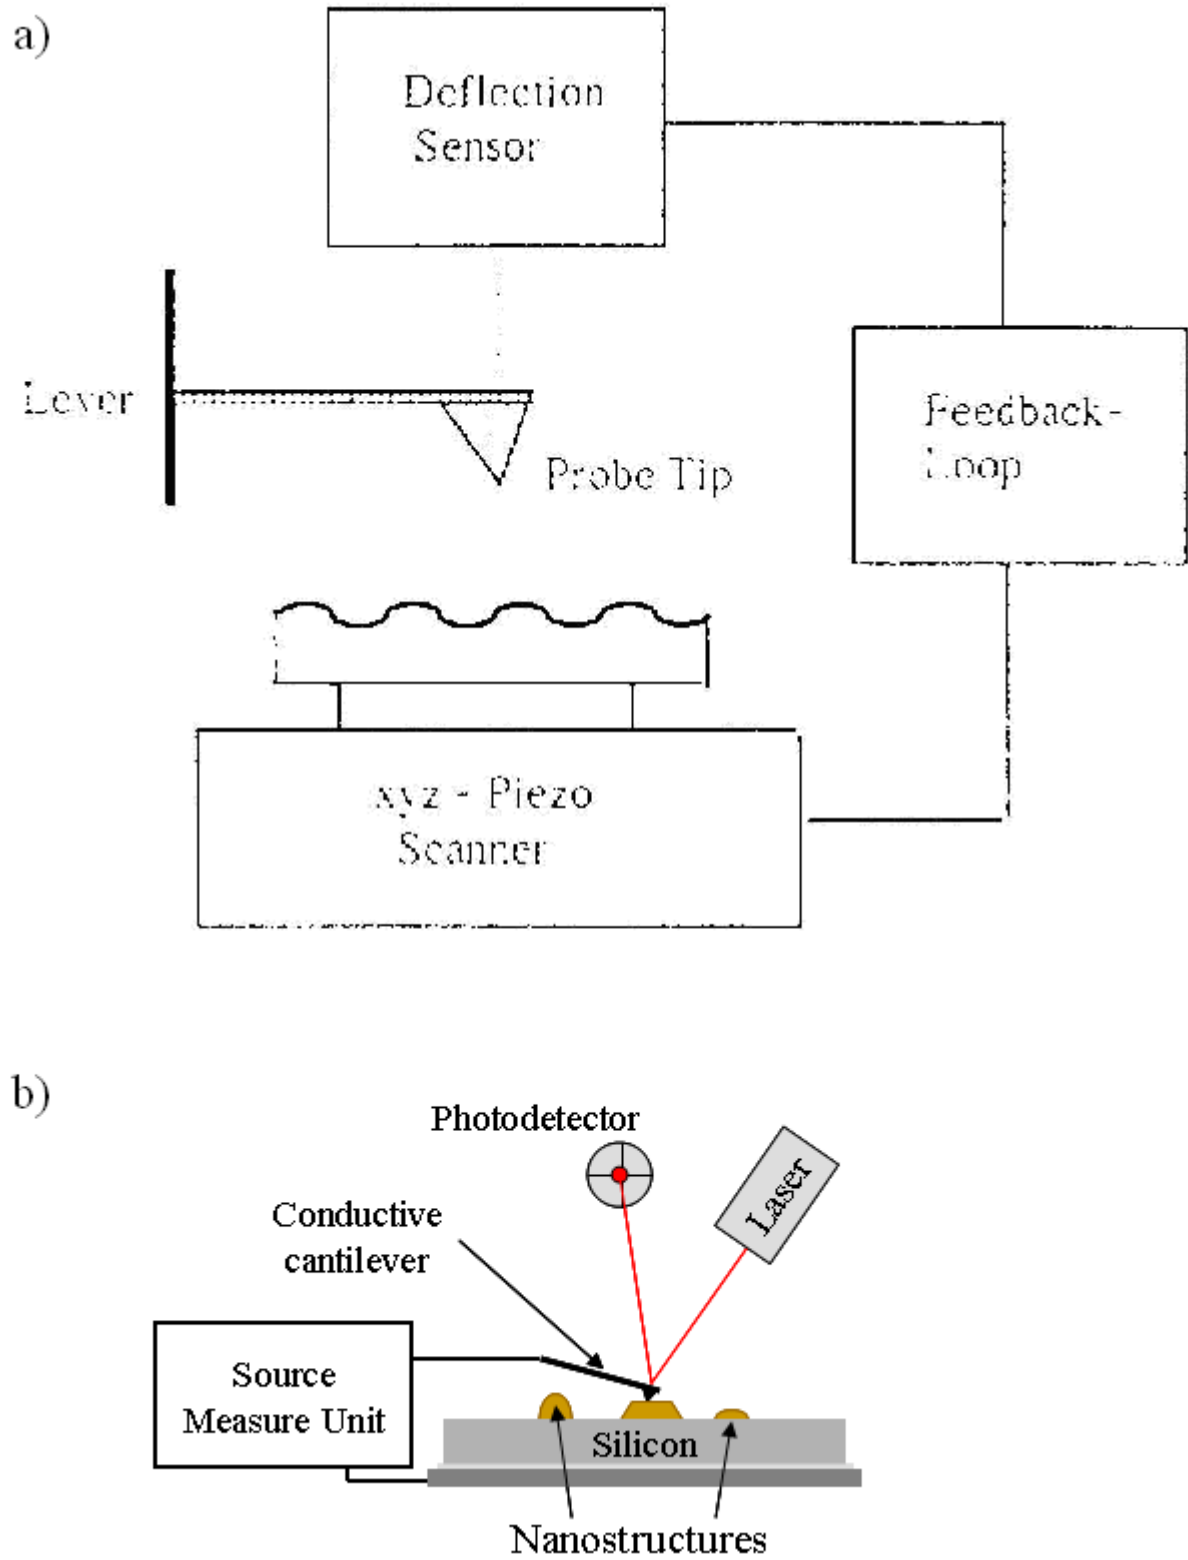 a)
Deflection
Sensor
Lever
Probe Tip
Feedback-
Loop
xyz - Piezo
Scanner
b)
Photodetector
Laser
Conductive
cantilever
Source
Measure Unit
Silicon
Nanostructures